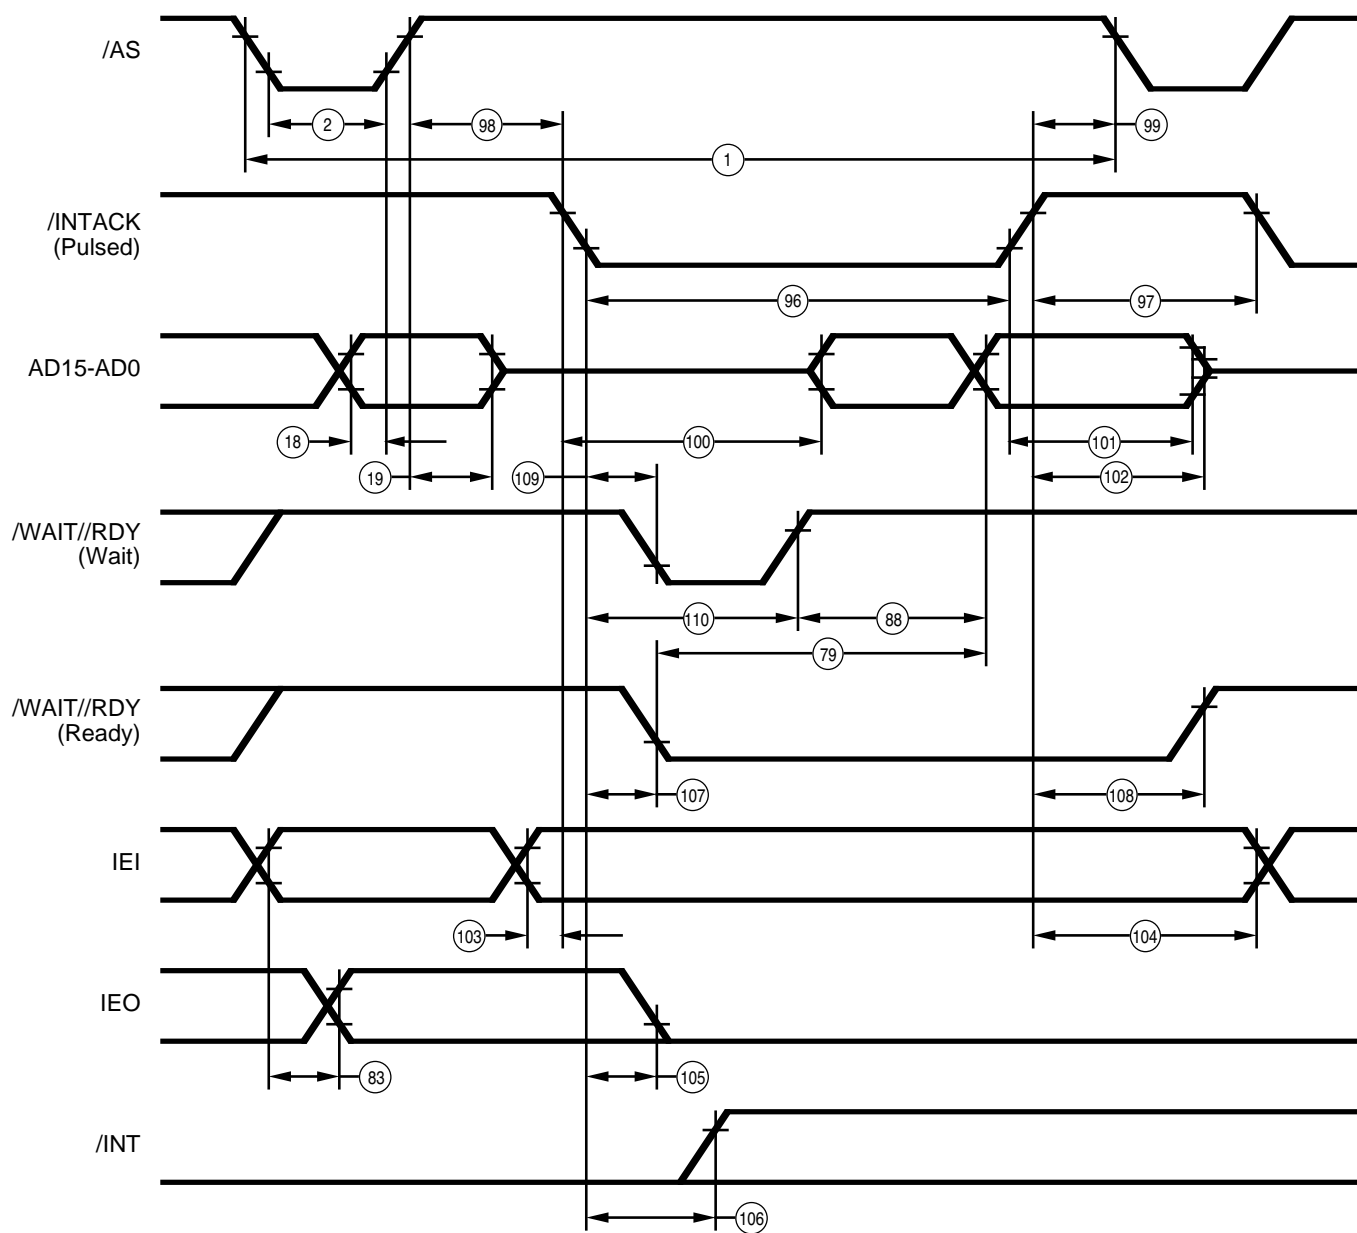 /AS
2
98
99
1
/INTACK
(Pulsed)
96
97
AD15-AD0
18
100
101
19
109
102
/WAIT//RDY
(Wait)
110
88
79
/WAIT//RDY
(Ready)
107
108
IEI
103
104
IEO
83
105
/INT
106